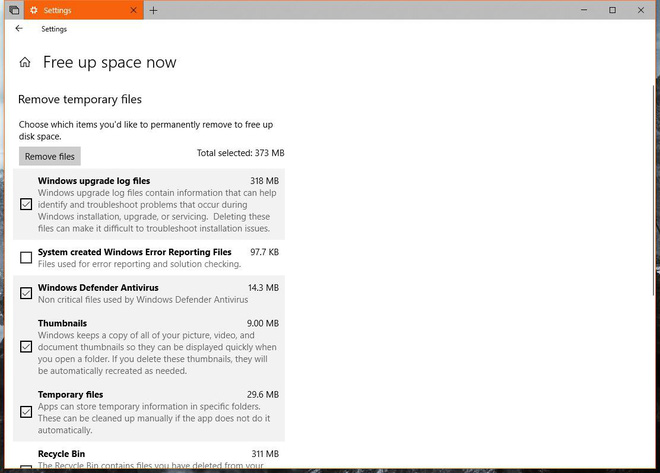 Settings
Settings
Free up space now
Remove temporary files
Choose which items you'd like to permanently remove to free up
disk space.
Remove files
Total selected: 373 MB
Windows upgrade log files 318 MB
Windows upgrade log files contain information that can help
identify and troubleshoot problems that occur during
Windows installation, upgrade, or servicing. Deleting these
files can make it difficult to troubleshoot installation issues.
System created Windows Error Reporting Files 97.7 KB
Files used for error reporting and solution checking.
Windows Defender Antivirus 14.3 MB
Non critical files used by Windows Defender Antivirus
Thumbnails 9.00 MB
Windows keeps a copy of all of your picture, video, and
document thumbnails so they can be displayed quickly when
you open a folder. If you delete these thumbnails, they will
be automatically recreated as needed.
Temporary files 29.6 MB
Apps can store temporary information in specific folders.
These can be cleaned up manually if the app does not do it
automatically.
Recycle Bin 311 MB
The Recycle Bin contains files you have deleted from your